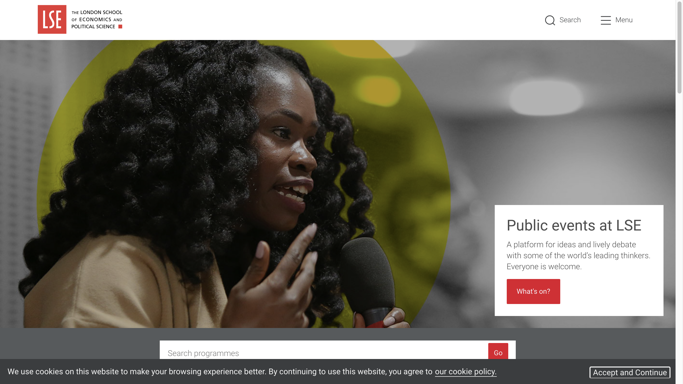 LSE
THE LONDON SCHOOL
OF ECONOMICS AND
POLITICAL SCIENCE
Search
Menu
Public events at LSE
A platform for ideas and lively debate
with some of the world's leading thinkers.
Everyone is welcome.
What's on?
Search programmes
Go
We use cookies on this website to make your browsing experience better. By continuing to use this website, you agree to our cookie policy.
Accept and Continue